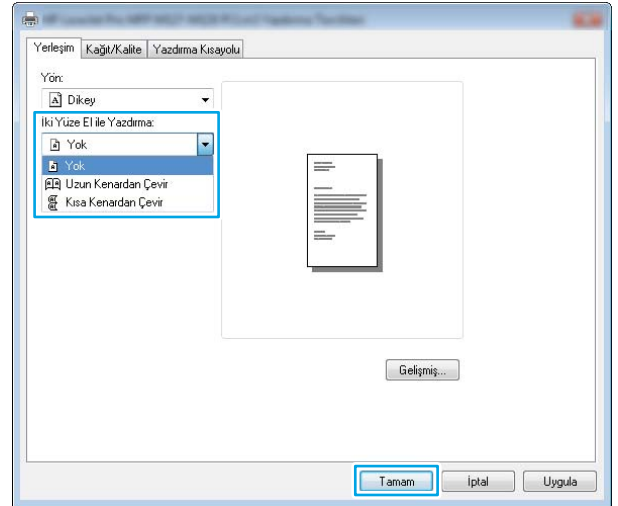 Yerleşim Kağıt/Kalite Yazdırma Kısayolu
Yön:
A Dikey
İki Yüze El ile Yazdırma:
Yok
Yok
Uzun Kenardan Çevir
Kısa Kenardan Çevir
Gelişmiş...
Tamam İptal Uygula